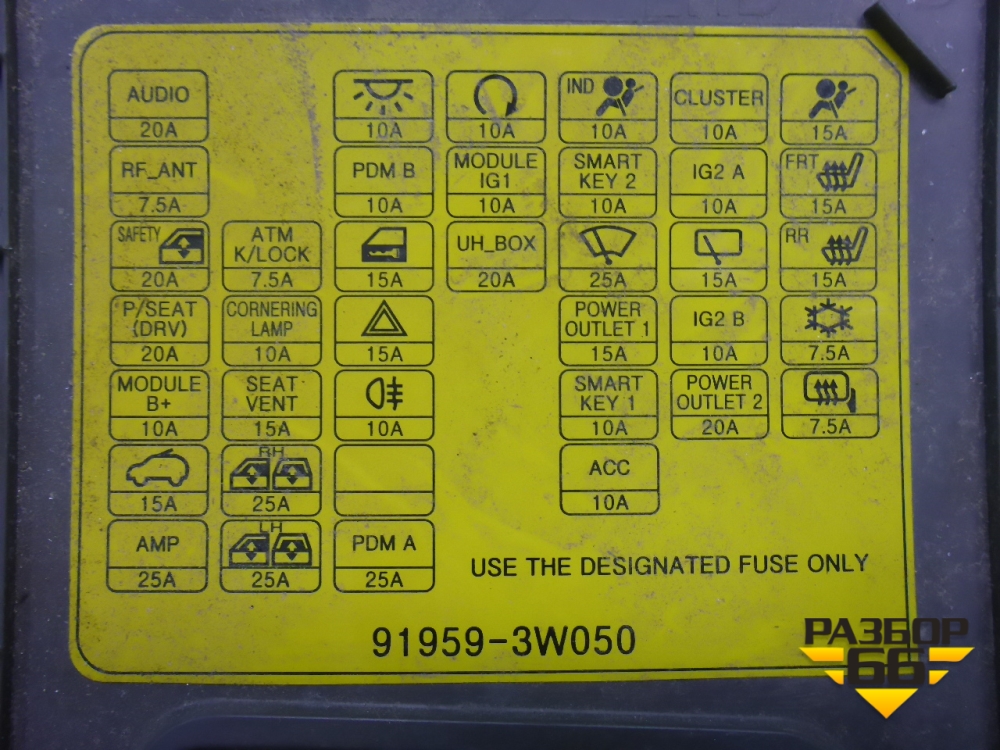 AUDIO
20A
10A
10A
IND
10A
CLUSTER
10A
15A
RF_ANT
7.5A
PDM B
10A
MODULE
IG1
10A
SMART
KEY 2
10A
IG2 A
10A
FRT
15A
SAFETY
20A
ATM
K/LOCK
7.5A
15A
UH_BOX
20A
25A
15A
RR
15A
P/SEAT
(DRV)
20A
CORNERING
LAMP
10A
15A
POWER
OUTLET 1
15A
IG2 B
10A
7.5A
MODULE
B+
10A
SEAT
VENT
15A
10A
SMART
KEY 1
10A
POWER
OUTLET 2
20A
7.5A
15A
RH
25A
ACC
10A
AMP
25A
LH
25A
PDM A
25A
USE THE DESIGNATED FUSE ONLY
91959-3W050
РАЗБОР
66